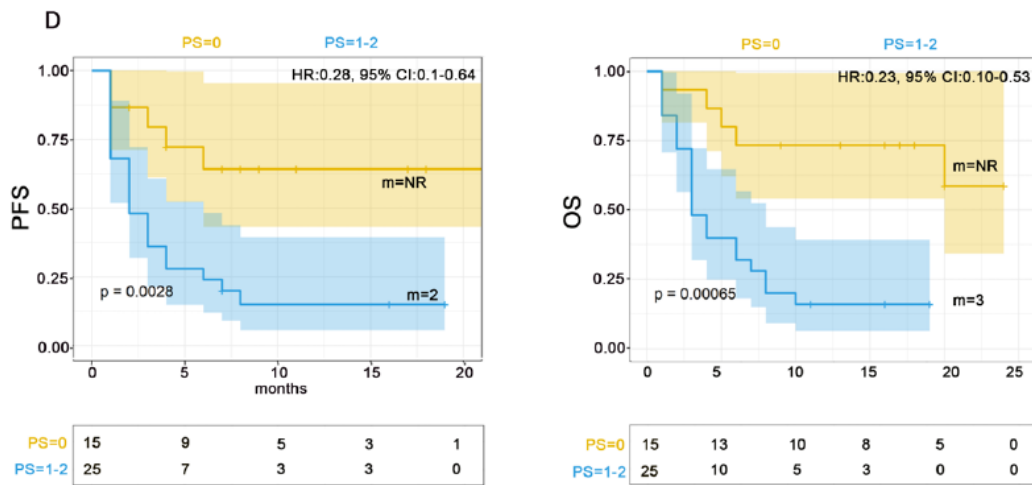 D
PS=0 PS=1-2
HR:0.28, 95% CI:0.1-0.64
1.00
0.75
0.50
0.25
0.00
PFS
m=NR
m=2
p = 0.0028
0 5 10 15 20
months
PS=0 15 9 5 3 1
PS=1-2 25 7 3 3 0
PS=0 PS=1-2
HR:0.23, 95% CI:0.10-0.53
1.00
0.75
0.50
0.25
0.00
OS
m=NR
m=3
p = 0.00065
0 5 10 15 20 25
PS=0 15 13 10 8 5 0
PS=1-2 25 10 5 3 0 0